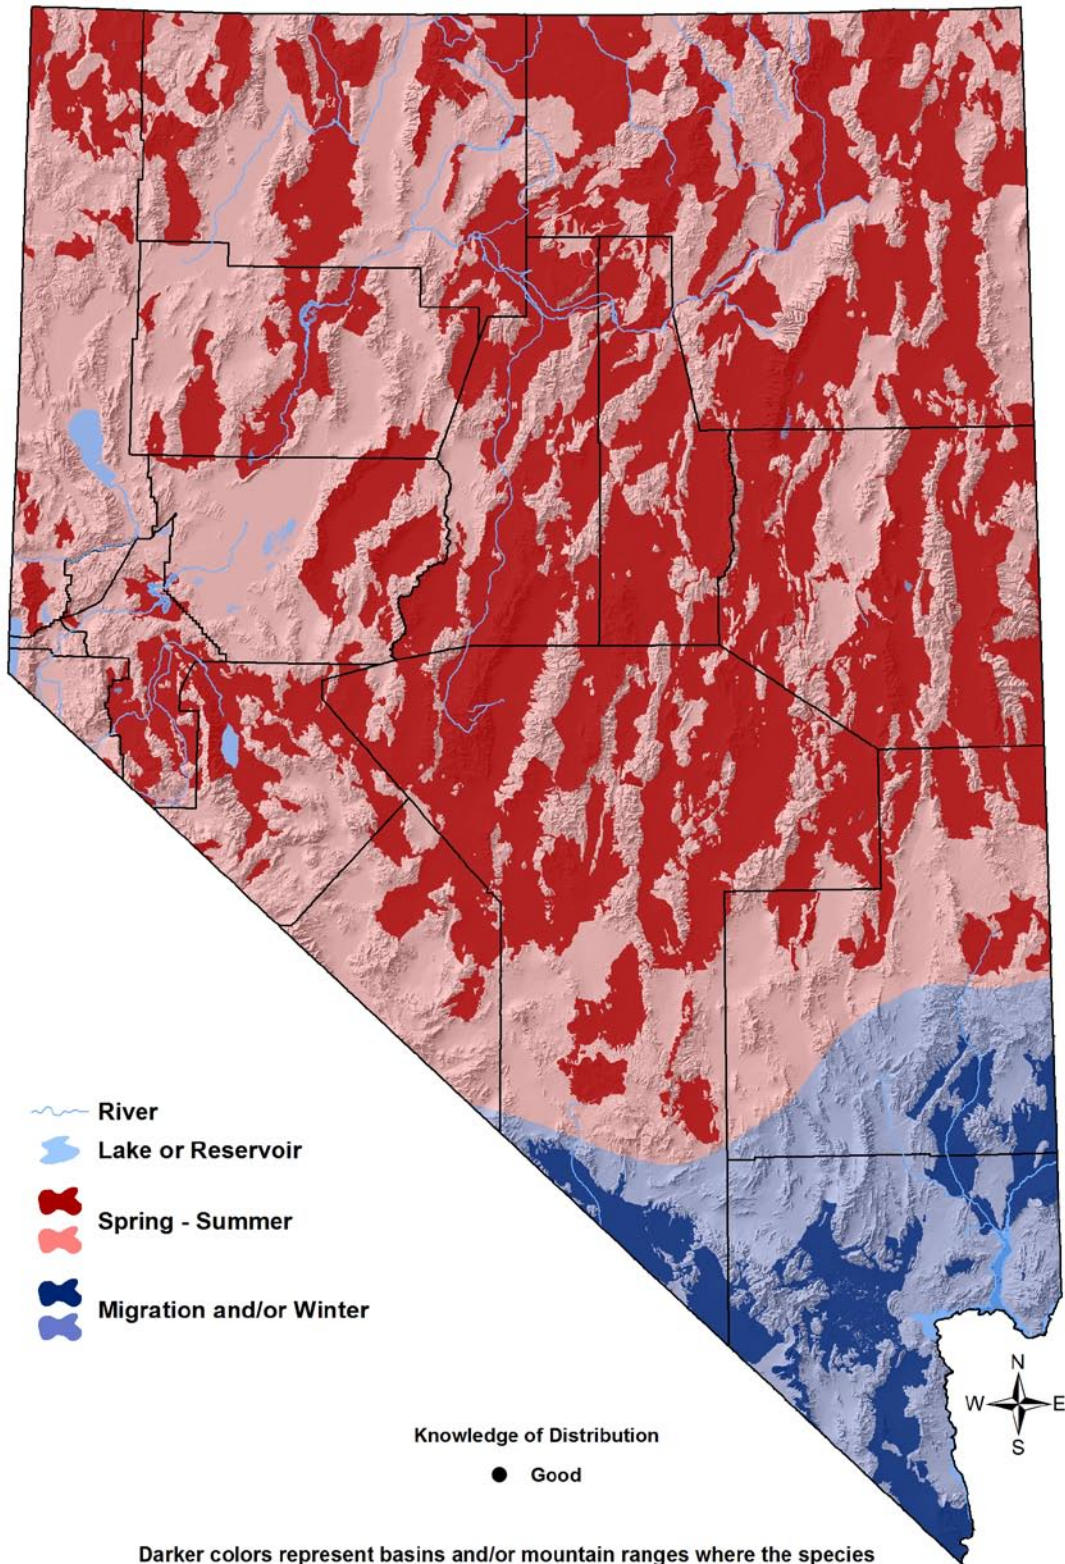 River
Lake or Reservoir
Spring - Summer
Migration and/or Winter
N
W E
S
Knowledge of Distribution
Good
Darker colors represent basins and/or mountain ranges where the species